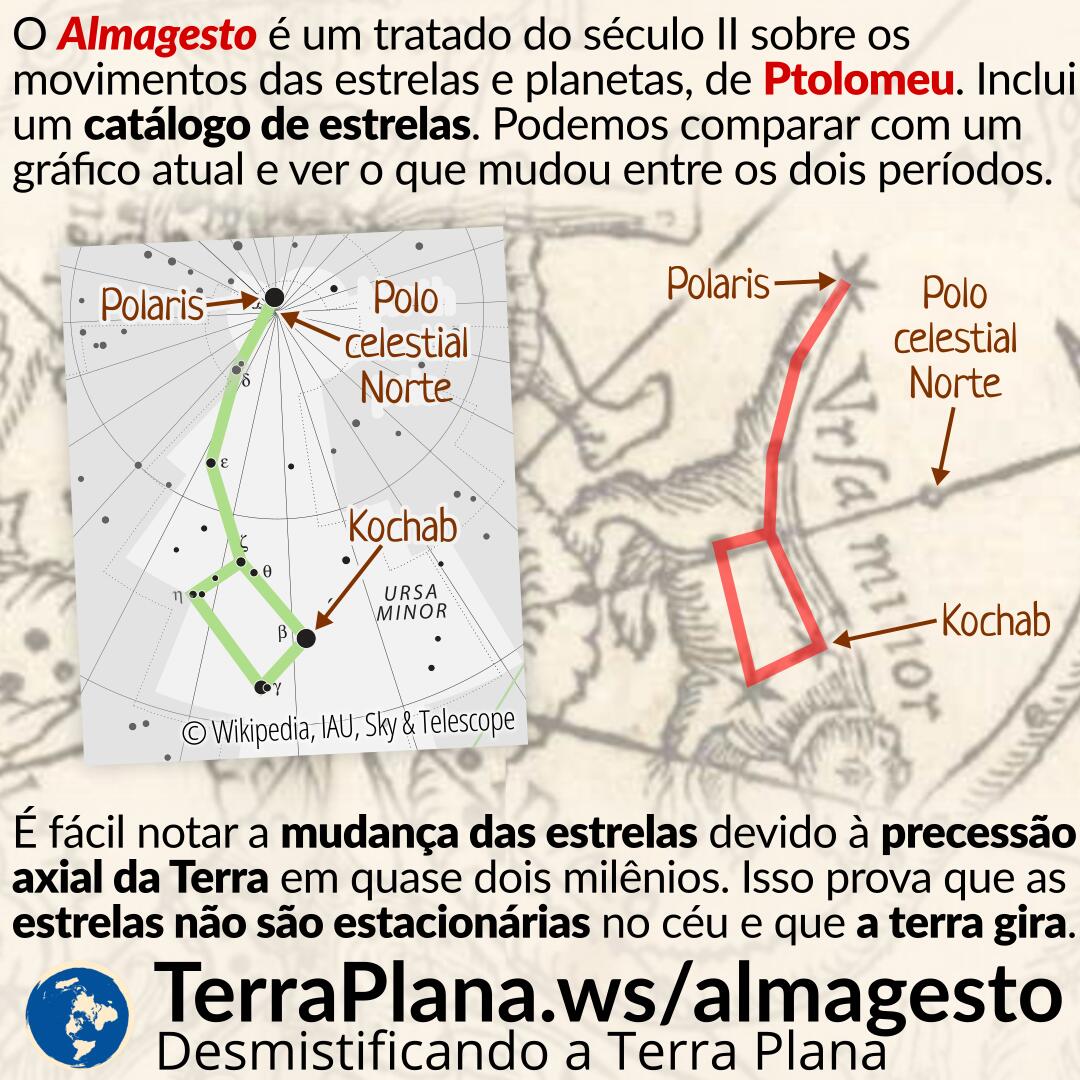 O Almagesto é um tratado do século II sobre os
movimentos das estrelas e planetas, de Ptolomeu. Inclui
um catálogo de estrelas. Podemos comparar com um
gráfico atual e ver o que mudou entre os dois períodos.
Polaris
Polo
celestial
Norte
δ
ε
ζ
θ
η
Kochab
URSA
MINOR
β
γ
© Wikipedia, IAU, Sky & Telescope
Polaris
Polo
celestial
Norte
Vrſa minor
Kochab
É fácil notar a mudança das estrelas devido à precessão
axial da Terra em quase dois milênios. Isso prova que as
estrelas não são estacionárias no céu e que a terra gira.
TerraPlana.ws/almagesto
Desmistificando a Terra Plana